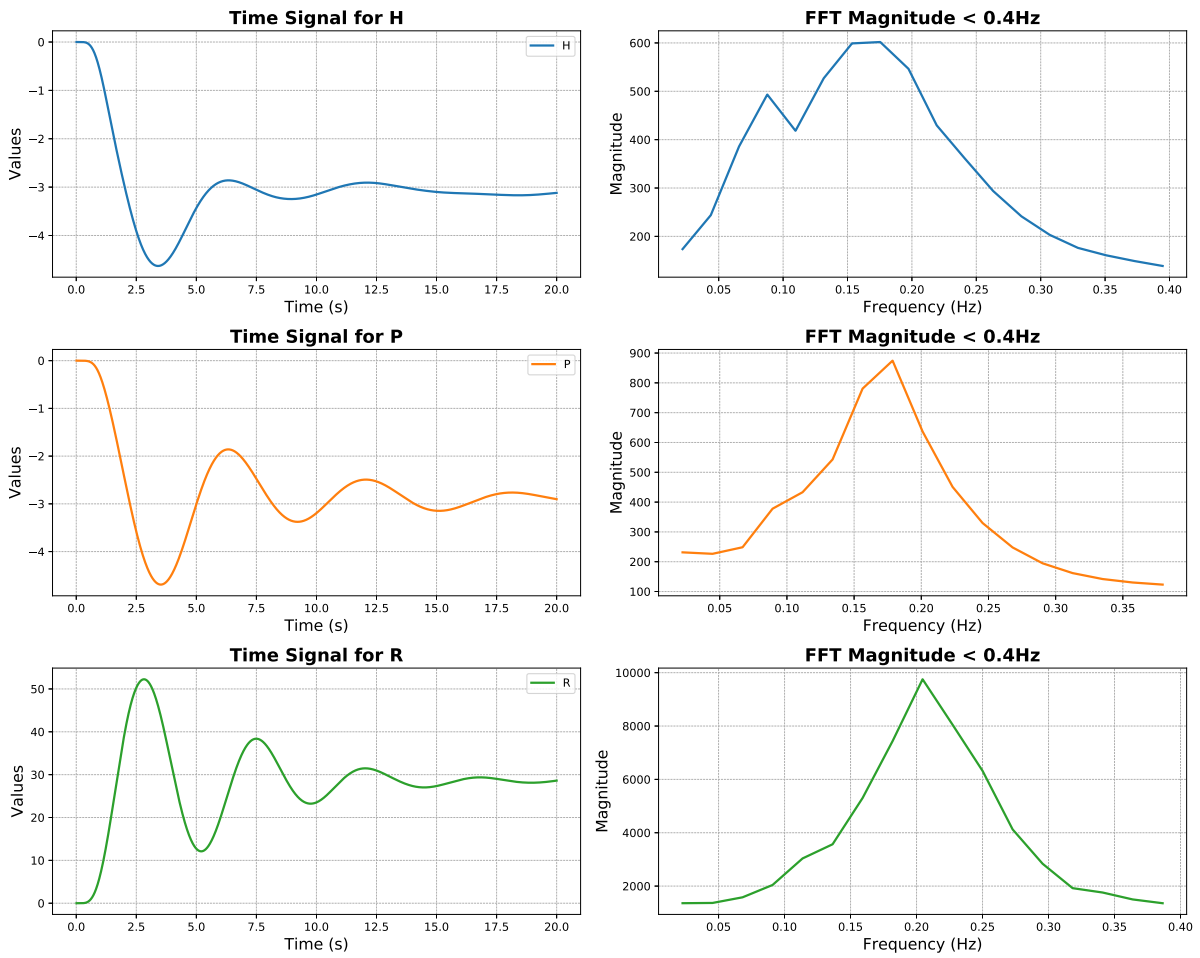 Time Signal for H
Values
0
−1
−2
−3
−4
H
0.0 2.5 5.0 7.5 10.0 12.5 15.0 17.5 20.0
Time (s)
FFT Magnitude < 0.4Hz
Magnitude
600
500
400
300
200
0.05 0.10 0.15 0.20 0.25 0.30 0.35 0.40
Frequency (Hz)
Time Signal for P
Values
0
−1
−2
−3
−4
P
0.0 2.5 5.0 7.5 10.0 12.5 15.0 17.5 20.0
Time (s)
FFT Magnitude < 0.4Hz
Magnitude
900
800
700
600
500
400
300
200
100
0.05 0.10 0.15 0.20 0.25 0.30 0.35
Frequency (Hz)
Time Signal for R
Values
50
40
30
20
10
0
R
0.0 2.5 5.0 7.5 10.0 12.5 15.0 17.5 20.0
Time (s)
FFT Magnitude < 0.4Hz
Magnitude
10000
8000
6000
4000
2000
0.05 0.10 0.15 0.20 0.25 0.30 0.35 0.40
Frequency (Hz)